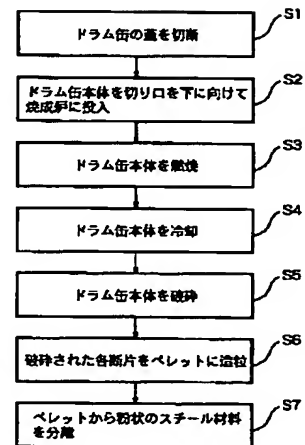 ドラム缶の蓋を切断
S1
ドラム缶本体を切り口を下に向けて
焼成炉に投入
S2
ドラム缶本体を燃焼
S3
ドラム缶本体を冷却
S4
ドラム缶本体を破砕
S5
破砕された各断片をペレットに造粒
S6
ペレットから粉状のスチール材料
を分離
S7